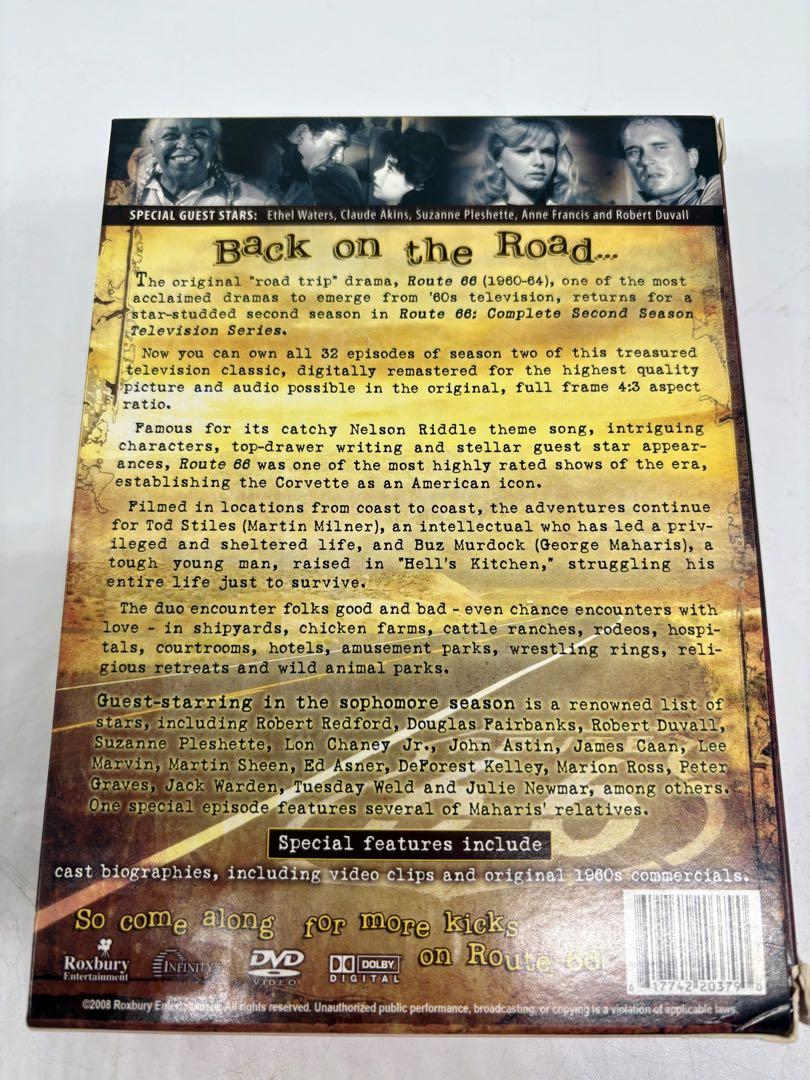 SPECIAL GUEST STARS: Ethel Waters, Claude Akins, Suzanne Pleshette, Anne Francis and Robert Duvall
Back on the Road...
The original "road trip" drama, Route 66 (1960-64), one of the most
acclaimed dramas to emerge from '60s television, returns for a
star-studded second season in Route 66: Complete Second Season
Television Series.
Now you can own all 32 episodes of season two of this treasured
television classic, digitally remastered for the highest quality
picture and audio possible in the original, full frame 4:3 aspect
ratio.
Famous for its catchy Nelson Riddle theme song, intriguing
characters, top-drawer writing and stellar guest star appear-
ances, Route 66 was one of the most highly rated shows of the era,
establishing the Corvette as an American icon.
Filmed in locations from coast to coast, the adventures continue
for Tod Stiles (Martin Milner), an intellectual who has led a priv-
ileged and sheltered life, and Buz Murdock (George Maharis), a
tough young man, raised in "Hell's Kitchen," struggling his
entire life just to survive.
The duo encounter folks good and bad - even chance encounters with
love - in shipyards, chicken farms, cattle ranches, rodeos, hospi-
tals, courtrooms, hotels, amusement parks, wrestling rings, reli-
gious retreats and wild animal parks.
Guest-starring in the sophomore season is a renowned list of
stars, including Robert Redford, Douglas Fairbanks, Robert Duvall,
Suzanne Pleshette, Lon Chaney Jr., John Astin, James Caan, Lee
Marvin, Martin Sheen, Ed Asner, DeForest Kelley, Marion Ross, Peter
Graves, Jack Warden, Tuesday Weld and Julie Newmar, among others.
One special episode features several of Maharis' relatives.
Special features include
cast biographies, including video clips and original 1960s commercials.
So come along for more kicks
on Route 66!
Roxbury
Entertainment
INFINITY
DVD
VIDEO
DOLBY
DIGITAL
6 17742 20379 6
©2008 Roxbury Entertainment. All rights reserved. Unauthorized public performance, broadcasting, or copying is a violation of applicable laws.